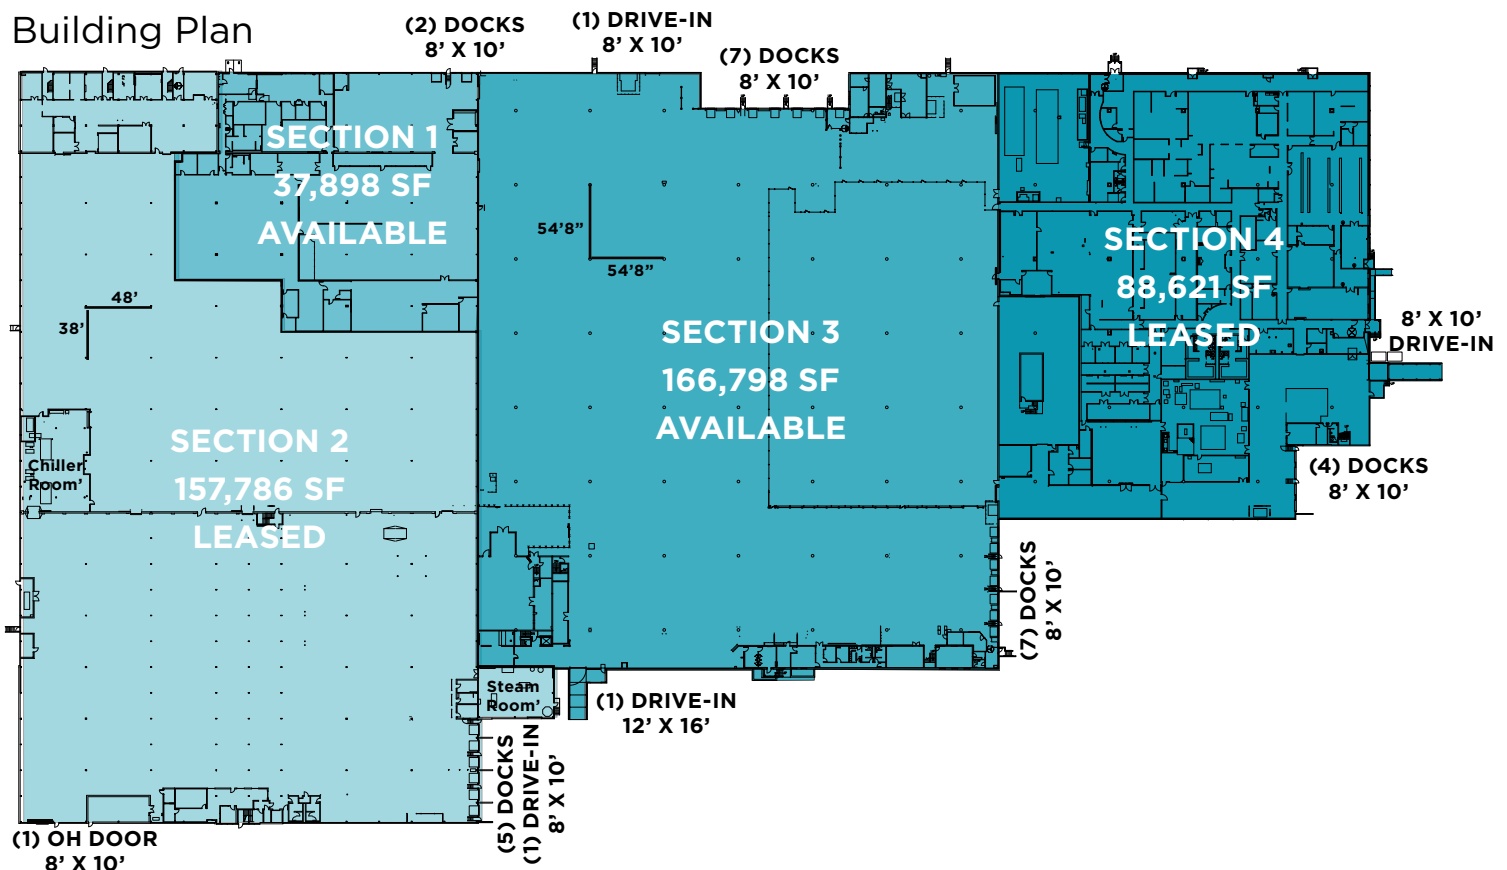 Building Plan
(2) DOCKS
8’ X 10’
(1) DRIVE-IN
8’ X 10’
(7) DOCKS
8’ X 10’
SECTION 1
37,898 SF
AVAILABLE
54’8”
54’8”
48’
38’
SECTION 2
157,786 SF
LEASED
Chiller
Room’
SECTION 3
166,798 SF
AVAILABLE
SECTION 4
88,621 SF
LEASED
8’ X 10’
DRIVE-IN
(4) DOCKS
8’ X 10’
(7) DOCKS
8’ X 10’
Steam
Room’
(1) DRIVE-IN
12’ X 16’
(5) DOCKS
(1) DRIVE-IN
8’ X 10’
(1) OH DOOR
8’ X 10’